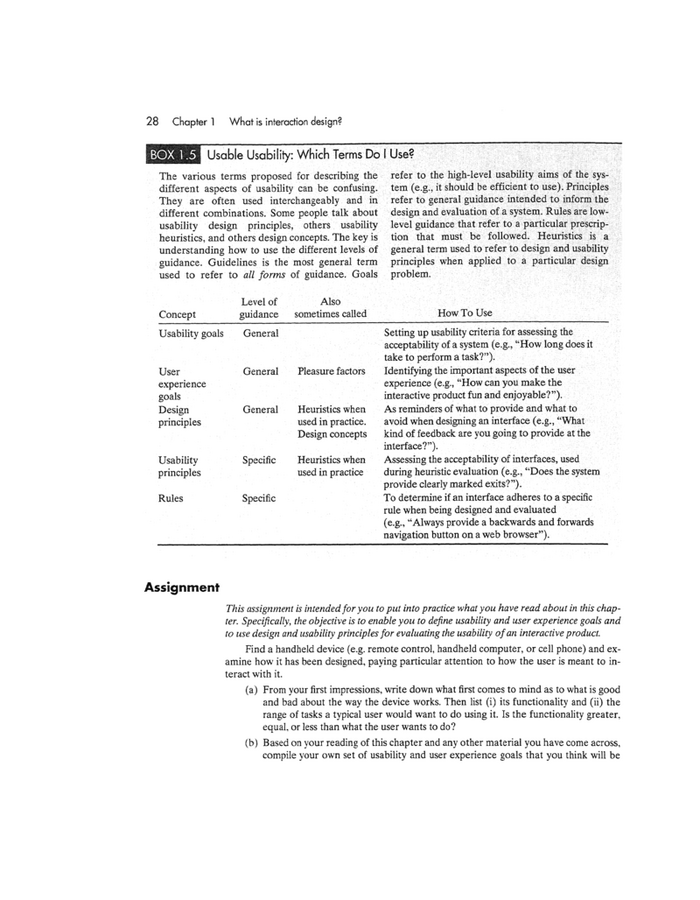 28 Chapter 1 What is interaction design?
BOX 1.5 Usable Usability: Which Terms Do I Use?
The various terms proposed for describing the
different aspects of usability can be confusing.
They are often used interchangeably and in
different combinations. Some people talk about
usability design principles, others usability
heuristics, and others design concepts. The key is
understanding how to use the different levels of
guidance. Guidelines is the most general term
used to refer to all forms of guidance. Goals
refer to the high-level usability aims of the sys-
tem (e.g., it should be efficient to use). Principles
refer to general guidance intended to inform the
design and evaluation of a system. Rules are low-
level guidance that refer to a particular prescrip-
tion that must be followed. Heuristics is a
general term used to refer to design and usability
principles when applied to a particular design
problem.
Level of Also
Concept guidance sometimes called How To Use
Usability goals General Setting up usability criteria for assessing the
acceptability of a system (e.g., "How long does it
take to perform a task?").
User General Pleasure factors Identifying the important aspects of the user
experience experience (e.g., "How can you make the
goals interactive product fun and enjoyable?").
Design General Heuristics when As reminders of what to provide and what to
principles used in practice. avoid when designing an interface (e.g., "What
Design concepts kind of feedback are you going to provide at the
interface?").
Usability Specific Heuristics when Assessing the acceptability of interfaces, used
principles used in practice during heuristic evaluation (e.g., "Does the system
provide clearly marked exits?").
Rules Specific To determine if an interface adheres to a specific
rule when being designed and evaluated
(e.g., "Always provide a backwards and forwards
navigation button on a web browser").
Assignment
This assignment is intended for you to put into practice what you have read about in this chap-
ter. Specifically, the objective is to enable you to define usability and user experience goals and
to use design and usability principles for evaluating the usability of an interactive product.
Find a handheld device (e.g. remote control, handheld computer, or cell phone) and ex-
amine how it has been designed, paying particular attention to how the user is meant to in-
teract with it.
(a) From your first impressions, write down what first comes to mind as to what is good
and bad about the way the device works. Then list (i) its functionality and (ii) the
range of tasks a typical user would want to do using it. Is the functionality greater,
equal, or less than what the user wants to do?
(b) Based on your reading of this chapter and any other material you have come across,
compile your own set of usability and user experience goals that you think will be